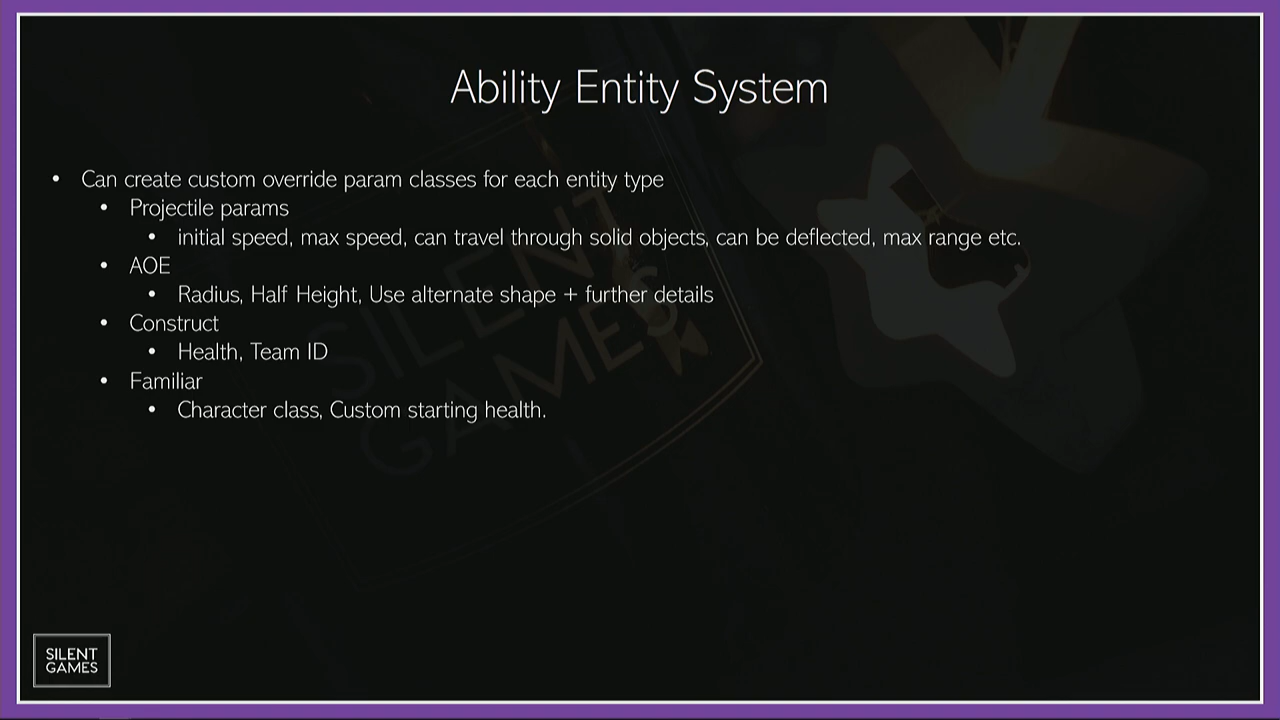 Ability Entity System
• Can create custom override param classes for each entity type
• Projectile params
• initial speed, max speed, can travel through solid objects, can be deflected, max range etc.
• AOE
• Radius, Half Height, Use alternate shape + further details
• Construct
• Health, Team ID
• Familiar
• Character class, Custom starting health.
SILENT
GAMES
SILENT
GAMES